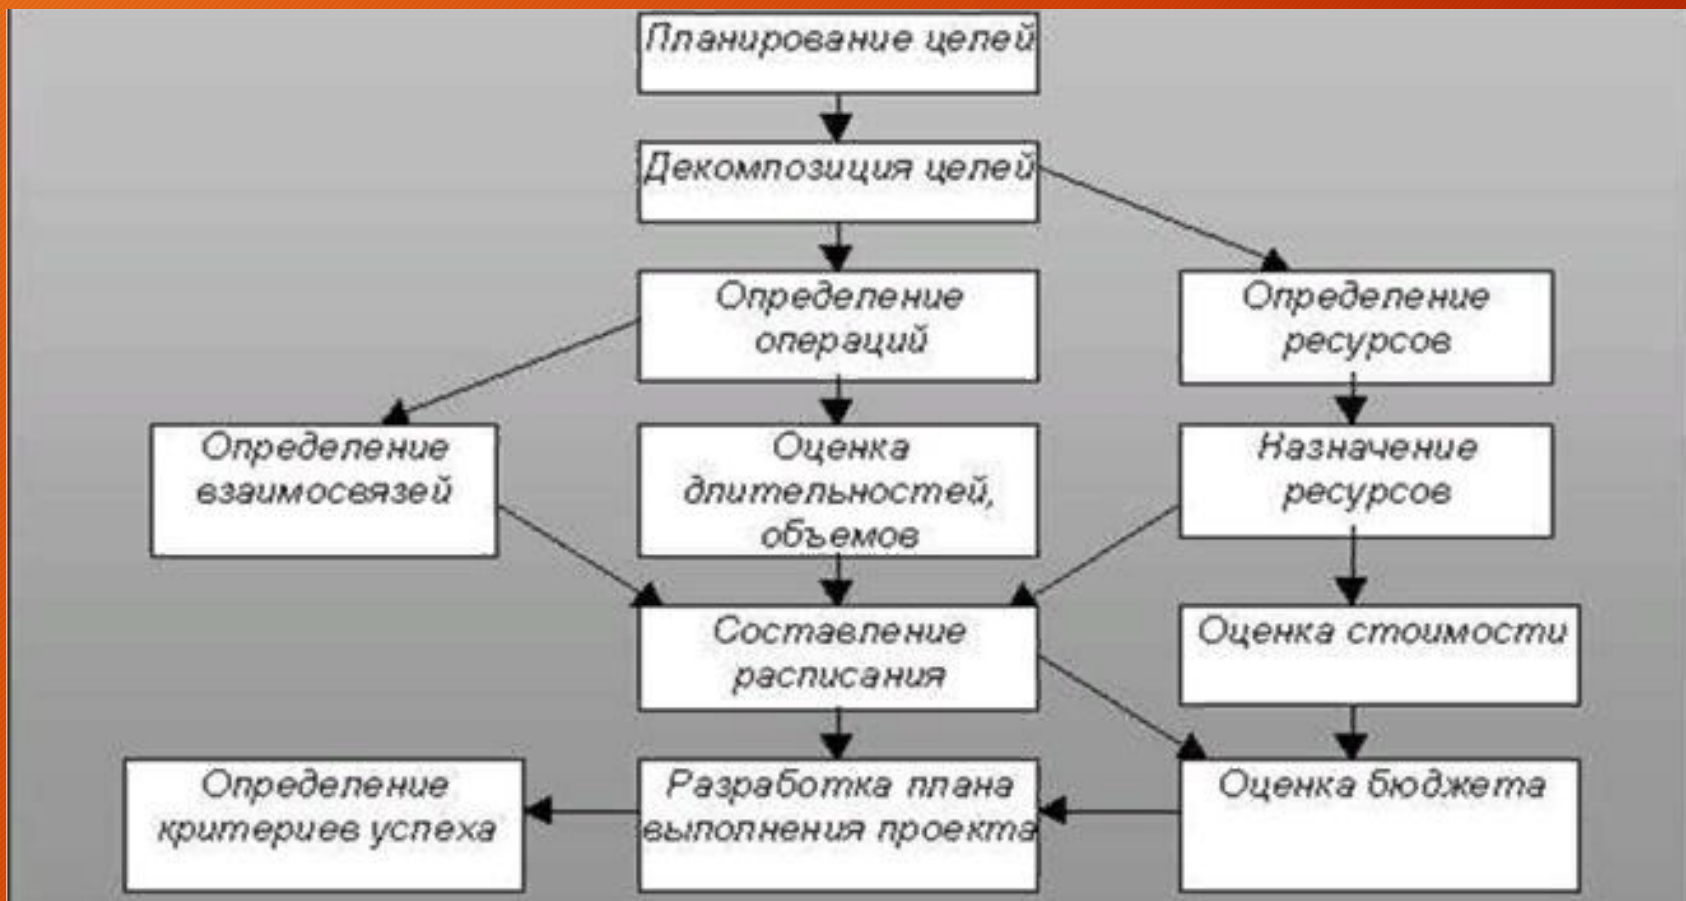 Планирование целей
Декомпозиция целей
Определение
операций
Определение
ресурсов
Определение
взаимосвязей
Оценка
длительностей,
объемов
Назначение
ресурсов
Составление
расписания
Оценка стоимости
Определение
критериев успеха
Разработка плана
выполнения проекта
Оценка бюджета